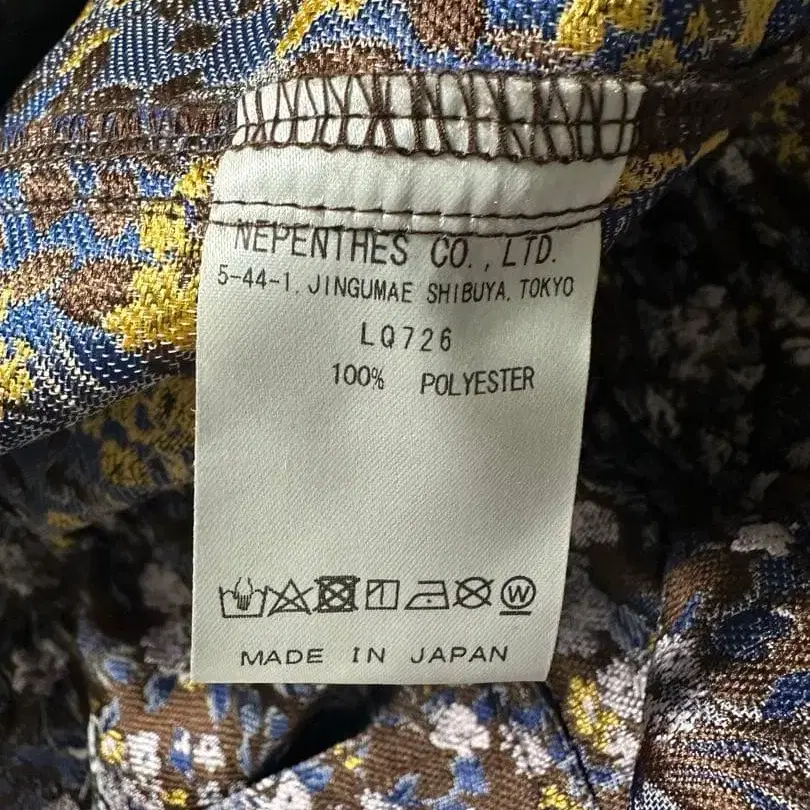 NEPENTHES CO., LTD.
5-44-1, JINGUMAE SHIBUYA, TOKYO
LQ726
100% POLYESTER
W
MADE IN JAPAN